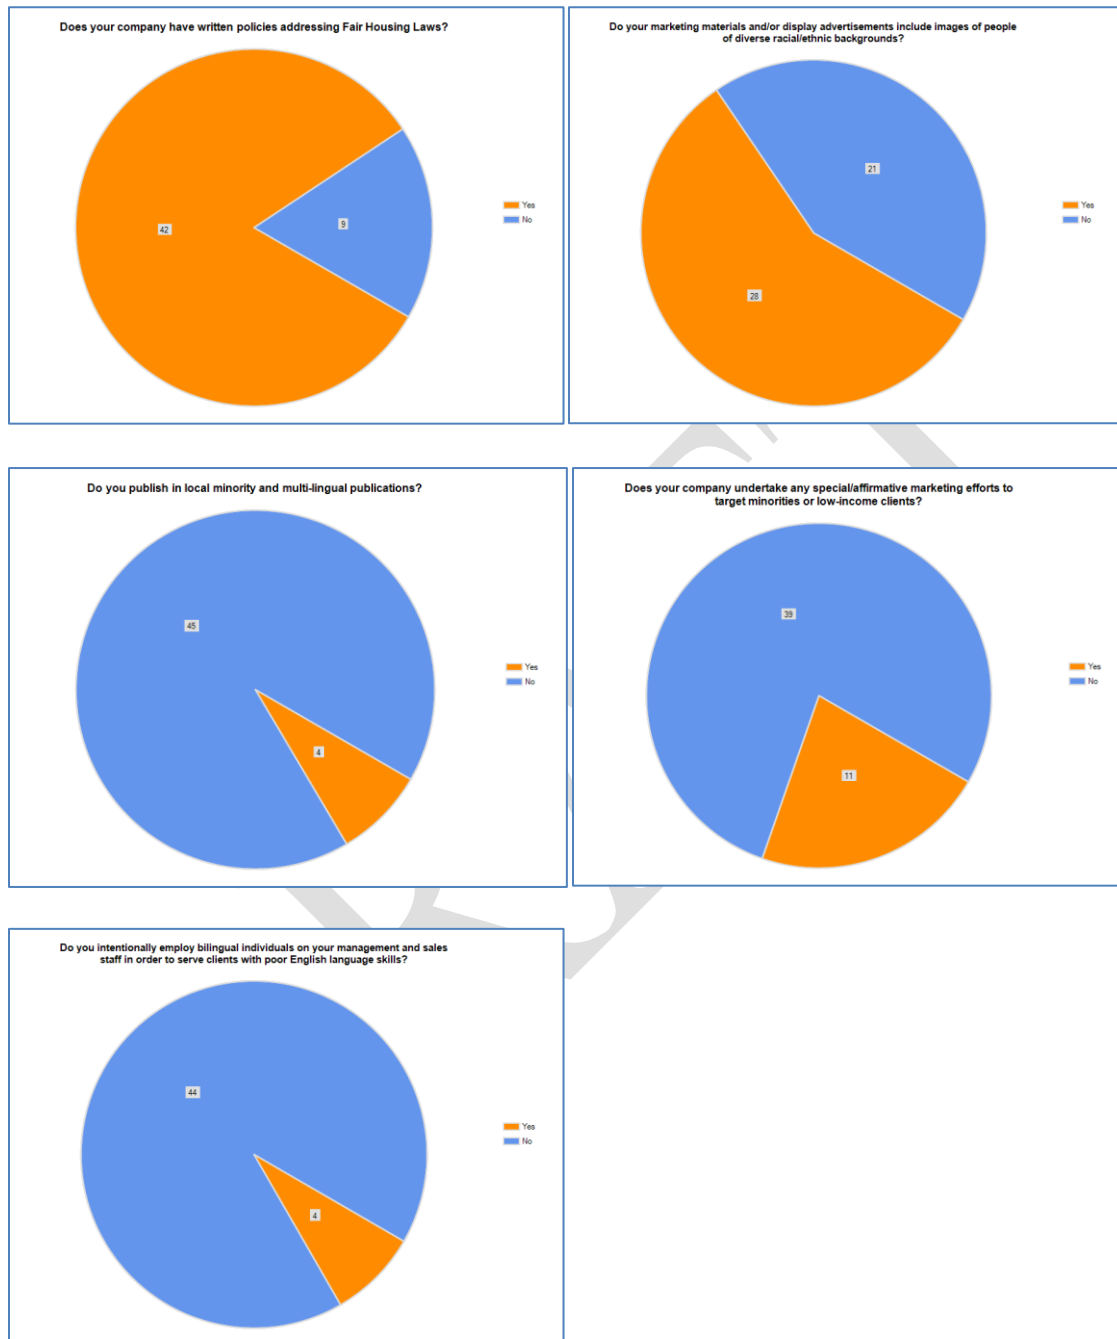 Does your company have written policies addressing Fair Housing Laws?
42
9
Yes
No
Do your marketing materials and/or display advertisements include images of people
of diverse racial/ethnic backgrounds?
21
28
Yes
No
Do you publish in local minority and multi-lingual publications?
45
4
Yes
No
Does your company undertake any special/affirmative marketing efforts to
target minorities or low-income clients?
39
11
Yes
No
Do you intentionally employ bilingual individuals on your management and sales
staff in order to serve clients with poor English language skills?
44
4
Yes
No